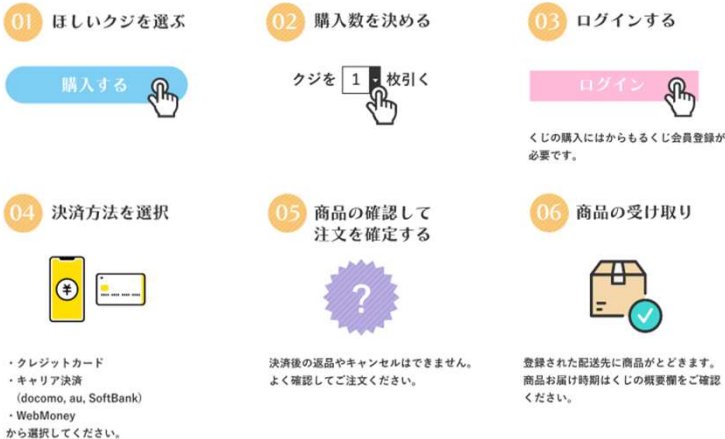 01 ほしいクジを選ぶ
購入する
02 購入数を決める
クジを 1 枚引く
03 ログインする
ログイン
くじの購入にはからもるくじ会員登録が
必要です。
04 決済方法を選択
¥
・クレジットカード
・キャリア決済
(docomo, au, SoftBank)
・WebMoney
から選択してください。
05 商品の確認して
注文を確定する
?
決済後の返品やキャンセルはできません。
よく確認してご注文ください。
06 商品の受け取り
登録された配送先に商品がとどきます。
商品お届け時期はくじの概要欄をご確認
ください。